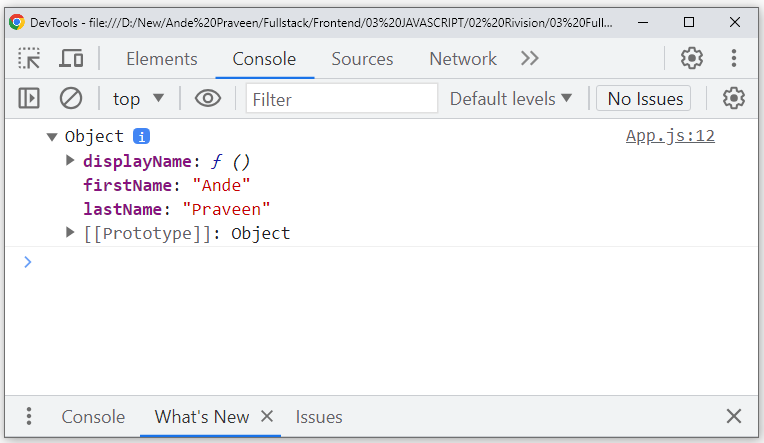 DevTools - file:///D:/New/Ande%20Praveen/Fullstack/Frontend/03%20JAVASCRIPT/02%20Rivision/03%20Full...
Elements Console Sources Network
top Filter Default levels No Issues
Object i App.js:12
displayName: ƒ ()
firstName: "Ande"
lastName: "Praveen"
[[Prototype]]: Object
Console What's New Issues